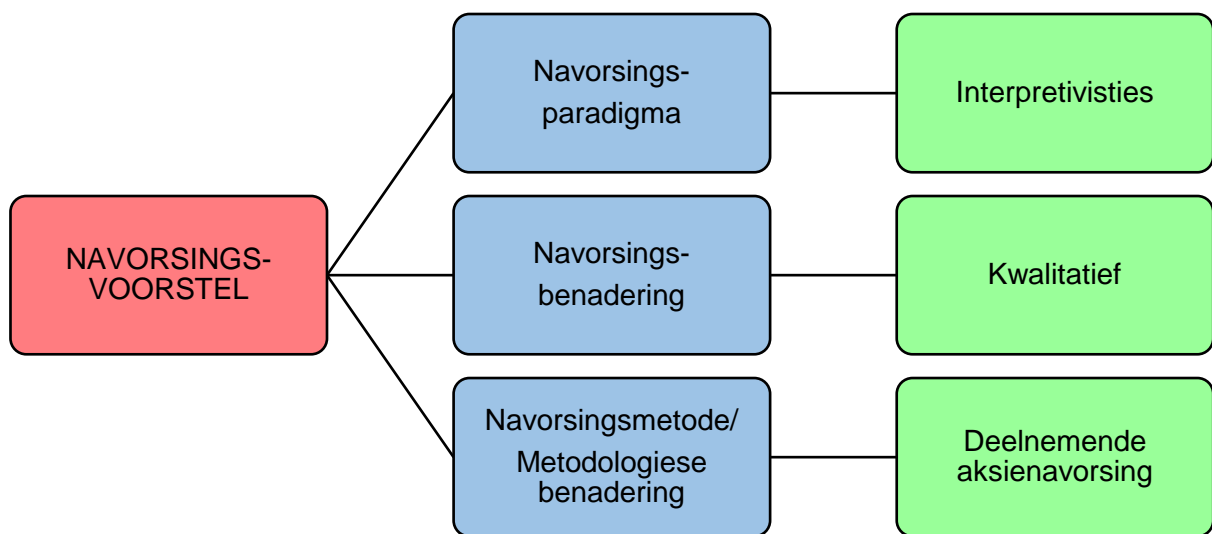 NAVORSINGS-
VOORSTEL
Navorsings-
paradigma
Interpretivisties
Navorsings-
benadering
Kwalitatief
Navorsingsmetode/
Metodologiese
benadering
Deelnemende
aksienavorsing